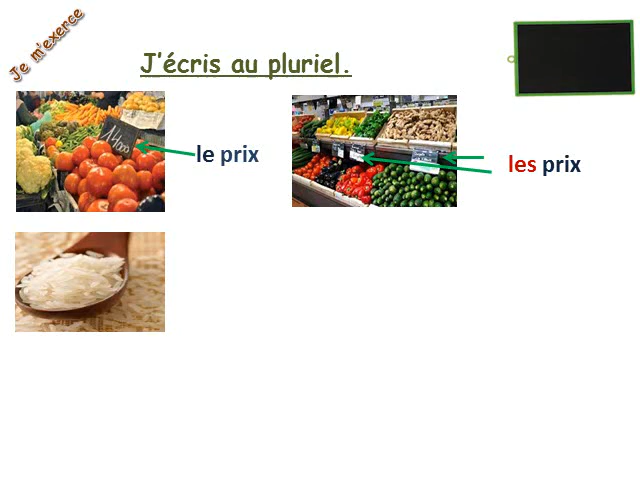 Je m'exerce
J'écris au pluriel.
le prix
les prix